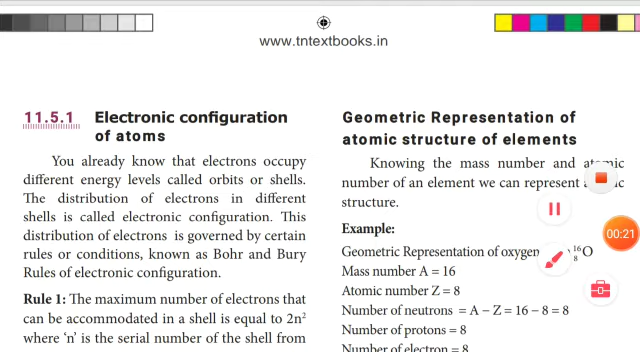 www.tntextbooks.in
11.5.1 Electronic configuration
of atoms
You already know that electrons occupy
different energy levels called orbits or shells.
The distribution of electrons in different
shells is called electronic configuration. This
distribution of electrons is governed by certain
rules or conditions, known as Bohr and Bury
Rules of electronic configuration.
Rule 1: The maximum number of electrons that
can be accommodated in a shell is equal to 2n²
where ‘n’ is the serial number of the shell from
Geometric Representation of
atomic structure of elements
Knowing the mass number and atomic
number of an element we can represent
structure.
Example:
Geometric Representation of oxygen ¹⁶₈O
Mass number A = 16
Atomic number Z = 8
Number of neutrons = A – Z = 16 – 8 = 8
Number of protons = 8
Number of electron = 8
00:21